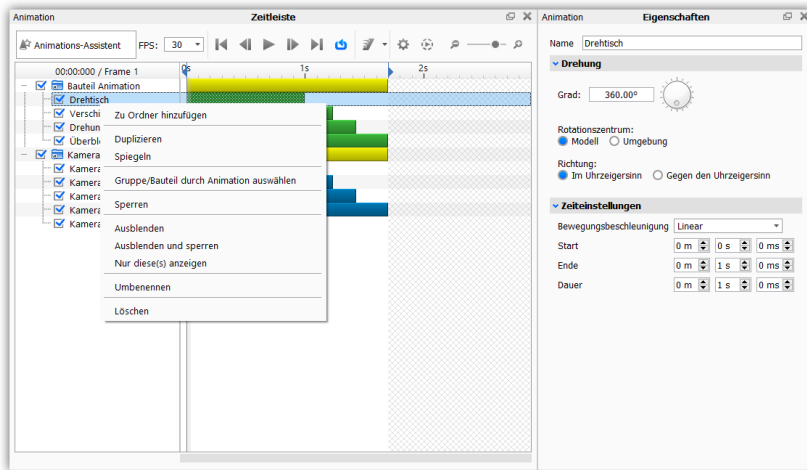 Animation Zeitleiste
Animations-Assistent FPS: 30
00:00:000 / Frame 1 0s 1s 2s
Bauteil Animation
Drehtisch
Verschi
Drehun
Überbl
Kamera
Kamera
Kamera
Kamera
Kamera
Kamera
Zu Ordner hinzufügen
Duplizieren
Spiegeln
Gruppe/Bauteil durch Animation auswählen
Sperren
Ausblenden
Ausblenden und sperren
Nur diese(s) anzeigen
Umbenennen
Löschen
Animation Eigenschaften
Name Drehtisch
Drehung
Grad: 360.00°
Rotationszentrum:
Modell Umgebung
Richtung:
Im Uhrzeigersinn Gegen den Uhrzeigersinn
Zeiteinstellungen
Bewegungsbeschleunigung Linear
Start 0 m 0 s 0 ms
Ende 0 m 1 s 0 ms
Dauer 0 m 1 s 0 ms